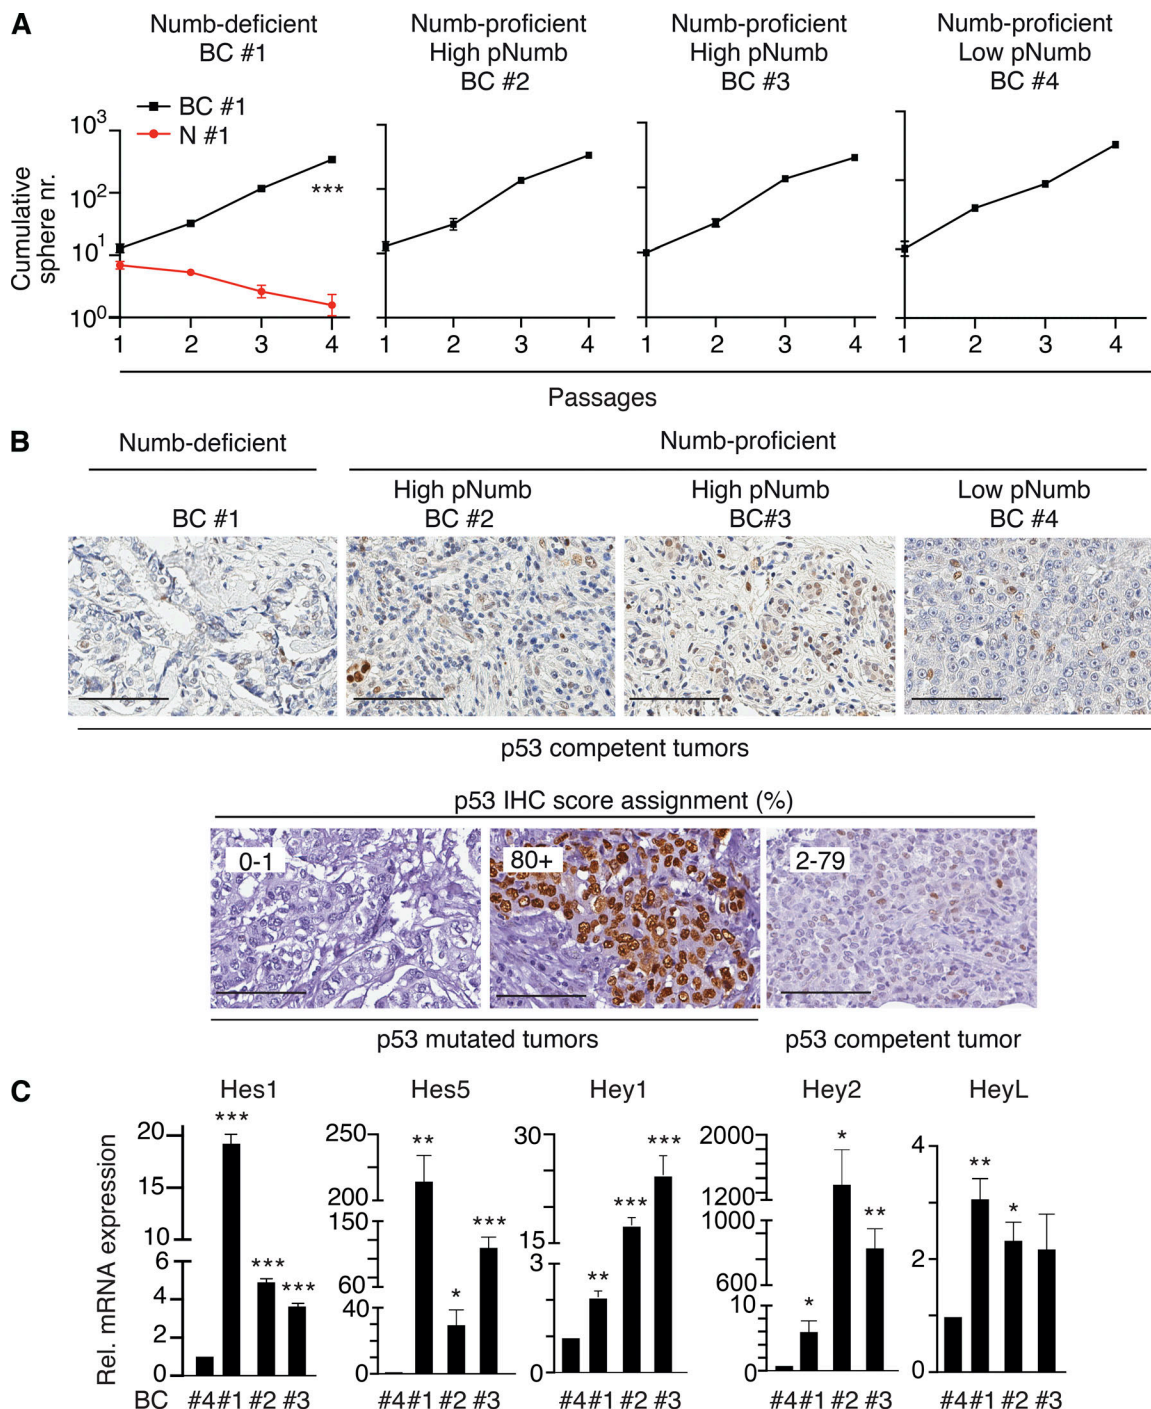 A
Numb-deficient
BC #1
Numb-proficient
High pNumb
BC #2
Numb-proficient
High pNumb
BC #3
Numb-proficient
Low pNumb
BC #4
BC #1
N #1
***
Cumulative
sphere nr.
10³
10²
10¹
10⁰
1 2 3 4
1 2 3 4
1 2 3 4
1 2 3 4
Passages
B
Numb-deficient
Numb-proficient
BC #1
High pNumb
BC #2
High pNumb
BC#3
Low pNumb
BC #4
p53 competent tumors
p53 IHC score assignment (%)
0-1
80+
2-79
p53 mutated tumors
p53 competent tumor
C
Rel. mRNA expression
Hes1
20
15
10
6
4
2
0
***
***
***
Hes5
250
200
150
60
40
0
**
*
***
Hey1
30
15
3
0
**
***
***
Hey2
2000
1200
1000
600
10
0
*
*
**
HeyL
4
2
0
**
*
BC #4#1 #2 #3
#4#1 #2 #3
#4#1 #2 #3
#4#1 #2 #3
#4#1 #2 #3